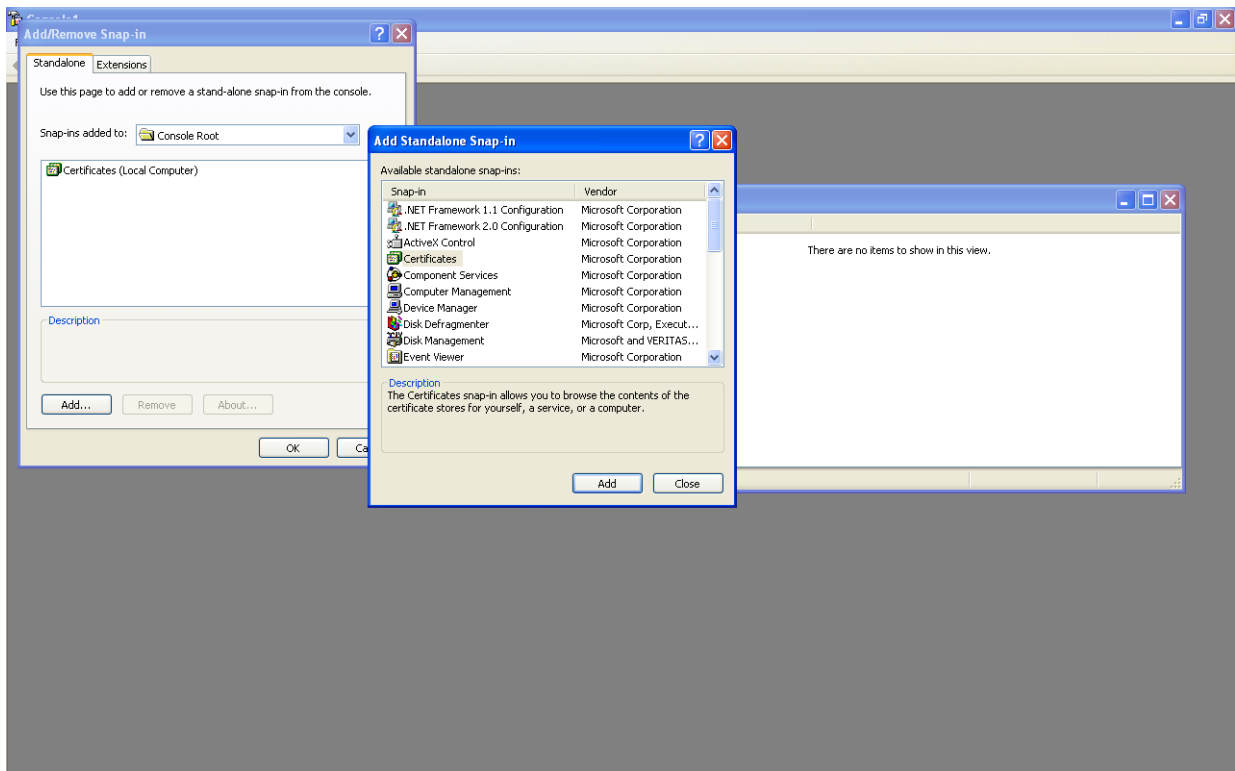 Add/Remove Snap-in
Standalone Extensions
Use this page to add or remove a stand-alone snap-in from the console.
Snap-ins added to: Console Root
Certificates (Local Computer)
Description
Add... Remove About...
OK
Add Standalone Snap-in
Available standalone snap-ins:
Snap-in Vendor
.NET Framework 1.1 Configuration Microsoft Corporation
.NET Framework 2.0 Configuration Microsoft Corporation
ActiveX Control Microsoft Corporation
Certificates Microsoft Corporation
Component Services Microsoft Corporation
Computer Management Microsoft Corporation
Device Manager Microsoft Corporation
Disk Defragmenter Microsoft Corp, Execut...
Disk Management Microsoft and VERITAS...
Event Viewer Microsoft Corporation
Description
The Certificates snap-in allows you to browse the contents of the
certificate stores for yourself, a service, or a computer.
Add Close
There are no items to show in this view.